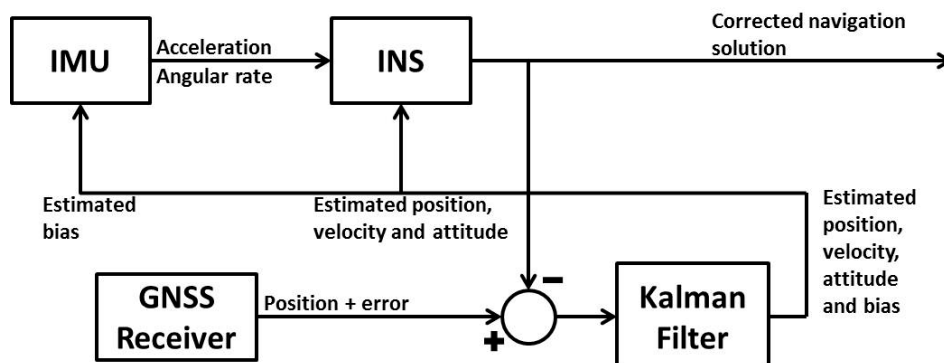 IMU
Acceleration
Angular rate
INS
Corrected navigation
solution
Estimated
bias
Estimated position,
velocity and attitude
Estimated
position,
velocity,
attitude
and bias
GNSS
Receiver
Position + error
+
-
Kalman
Filter